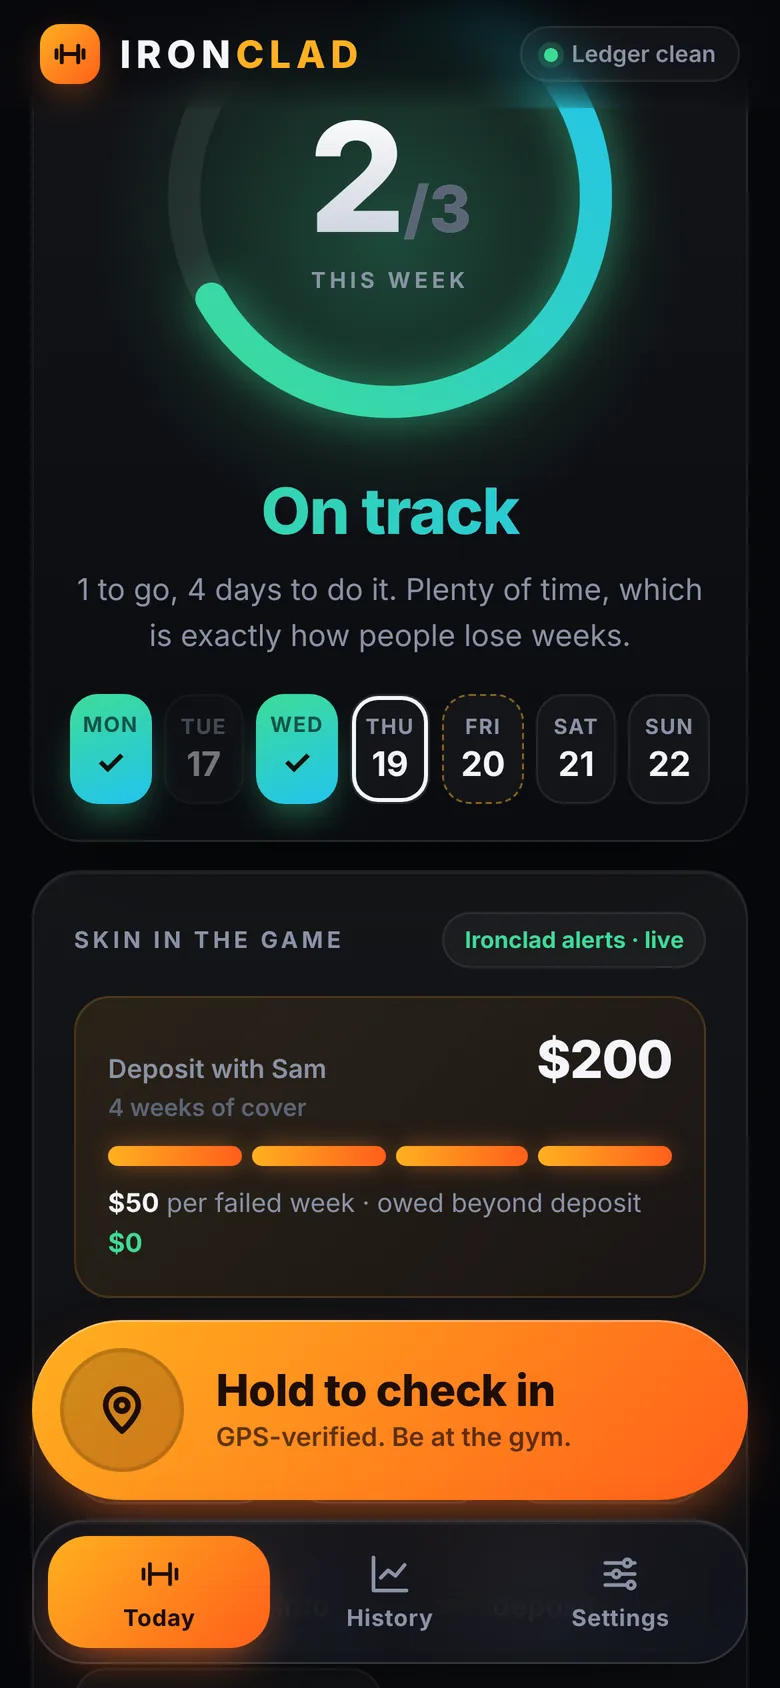 IRONCLAD
Ledger clean
2/3
THIS WEEK
On track
1 to go, 4 days to do it. Plenty of time, which
is exactly how people lose weeks.
MON TUE WED THU FRI SAT SUN
17 19 20 21 22
SKIN IN THE GAME
Ironclad alerts · live
Deposit with Sam
$200
4 weeks of cover
$50 per failed week · owed beyond deposit
$0
Hold to check in
GPS-verified. Be at the gym.
Today
History
Settings